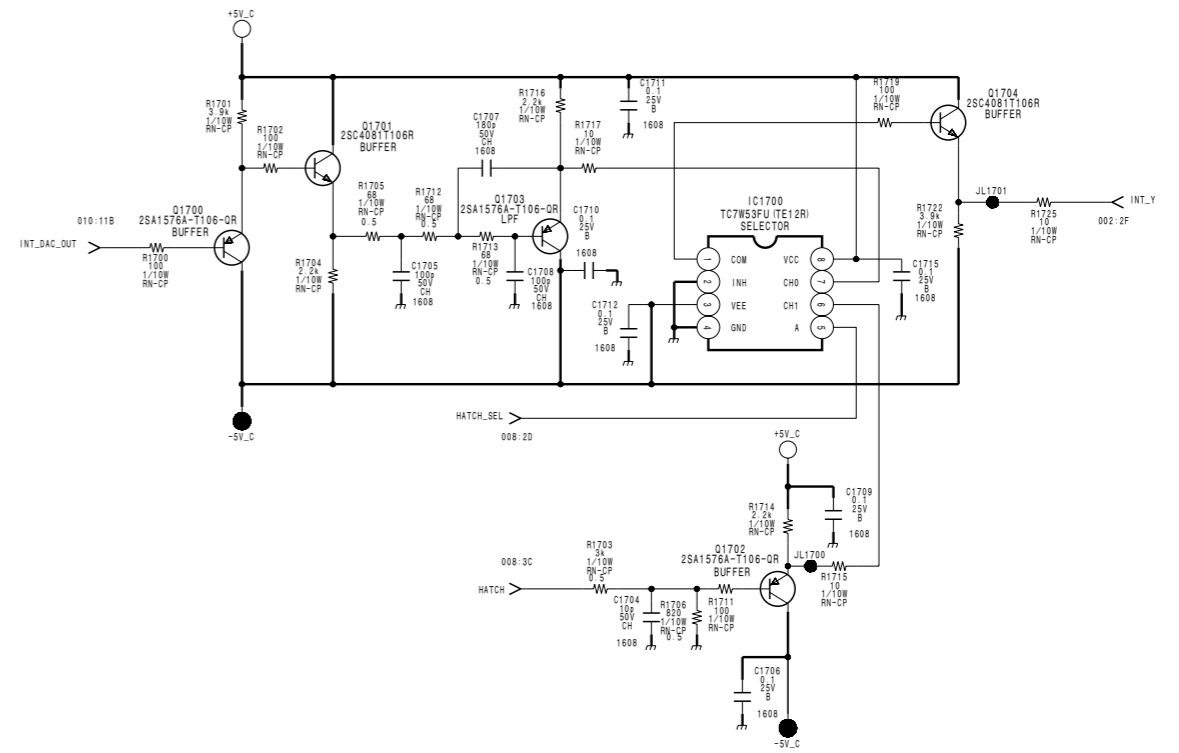 +5V_C
R1701
3.9k
1/10W
RN-CP
R1702
100
1/10W
RN-CP
Q1701
2SC4081T106R
BUFFER
C1707
180p
50V
CH
1608
R1716
2.2k
1/10W
RN-CP
R1717
10
1/10W
RN-CP
C1711
0.1
25V
B
1608
R1719
100
1/10W
RN-CP
Q1704
2SC4081T106R
BUFFER
010:11B
INT_DAC_OUT
R1700
100
1/10W
RN-CP
Q1700
2SA1576A-T106-QR
BUFFER
R1704
2.2k
1/10W
RN-CP
R1705
68
1/10W
RN-CP
0.5
R1712
68
1/10W
RN-CP
0.5
C1705
100p
50V
CH
1608
Q1703
2SA1576A-T106-QR
LPF
R1713
68
1/10W
RN-CP
0.5
C1708
100p
50V
CH
1608
C1710
0.1
25V
B
1608
C1712
0.1
25V
B
1608
IC1700
TC7W53FU(TE12R)
SELECTOR
1 COM VCC 8
2 INH CH0 7
3 VEE CH1 6
4 GND A 5
C1715
0.1
25V
B
1608
R1722
3.9k
1/10W
RN-CP
JL1701
R1725
10
1/10W
RN-CP
INT_Y
002:2F
-5V_C
HATCH_SEL
008:2D
+5V_C
R1714
2.2k
1/10W
RN-CP
C1709
0.1
25V
B
1608
008:3C
HATCH
R1703
3k
1/10W
RN-CP
0.5
C1704
10p
50V
CH
1608
R1706
820
1/10W
RN-CP
0.5
R1711
100
1/10W
RN-CP
Q1702
2SA1576A-T106-QR
BUFFER
JL1700
R1715
10
1/10W
RN-CP
C1706
0.1
25V
B
1608
-5V_C